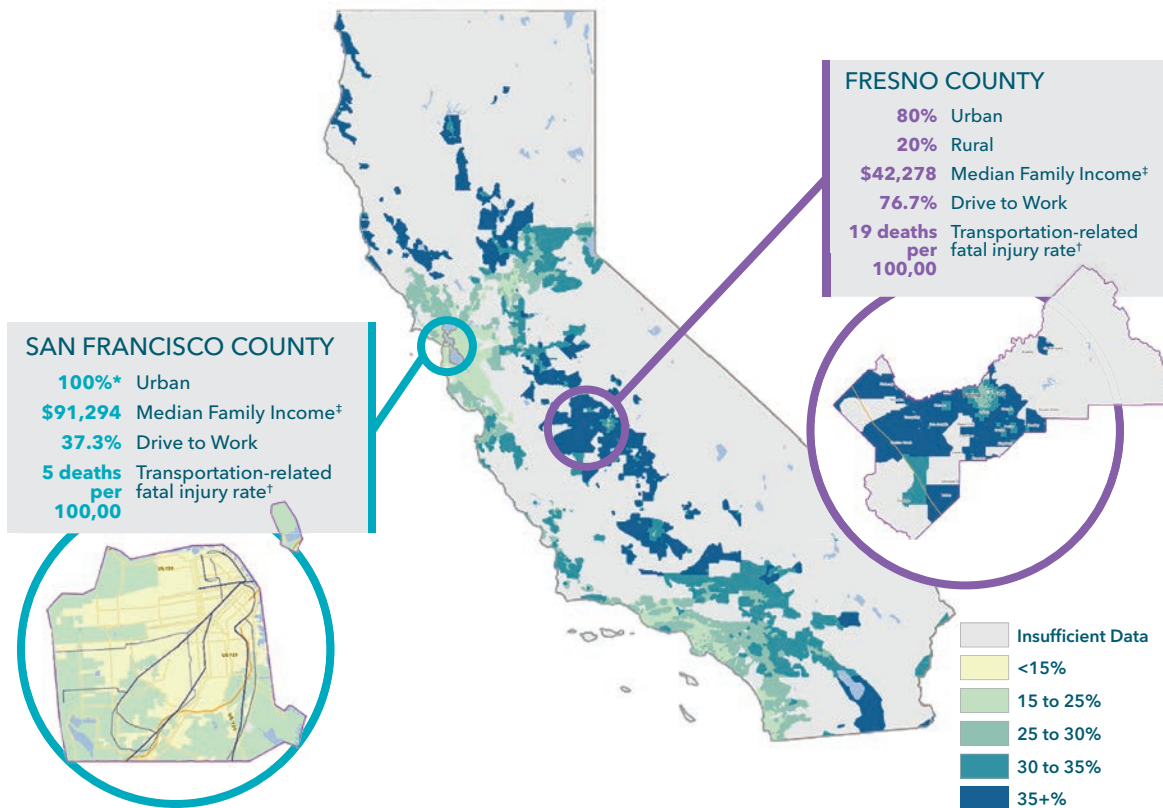 FRESNO COUNTY
80% Urban
20% Rural
$42,278 Median Family Income‡
76.7% Drive to Work
19 deaths Transportation-related
per fatal injury rate†
100,00
SAN FRANCISCO COUNTY
100%* Urban
$91,294 Median Family Income‡
37.3% Drive to Work
5 deaths Transportation-related
per fatal injury rate†
100,00
US 101
Insufficient Data
<15%
15 to 25%
25 to 30%
30 to 35%
35+%